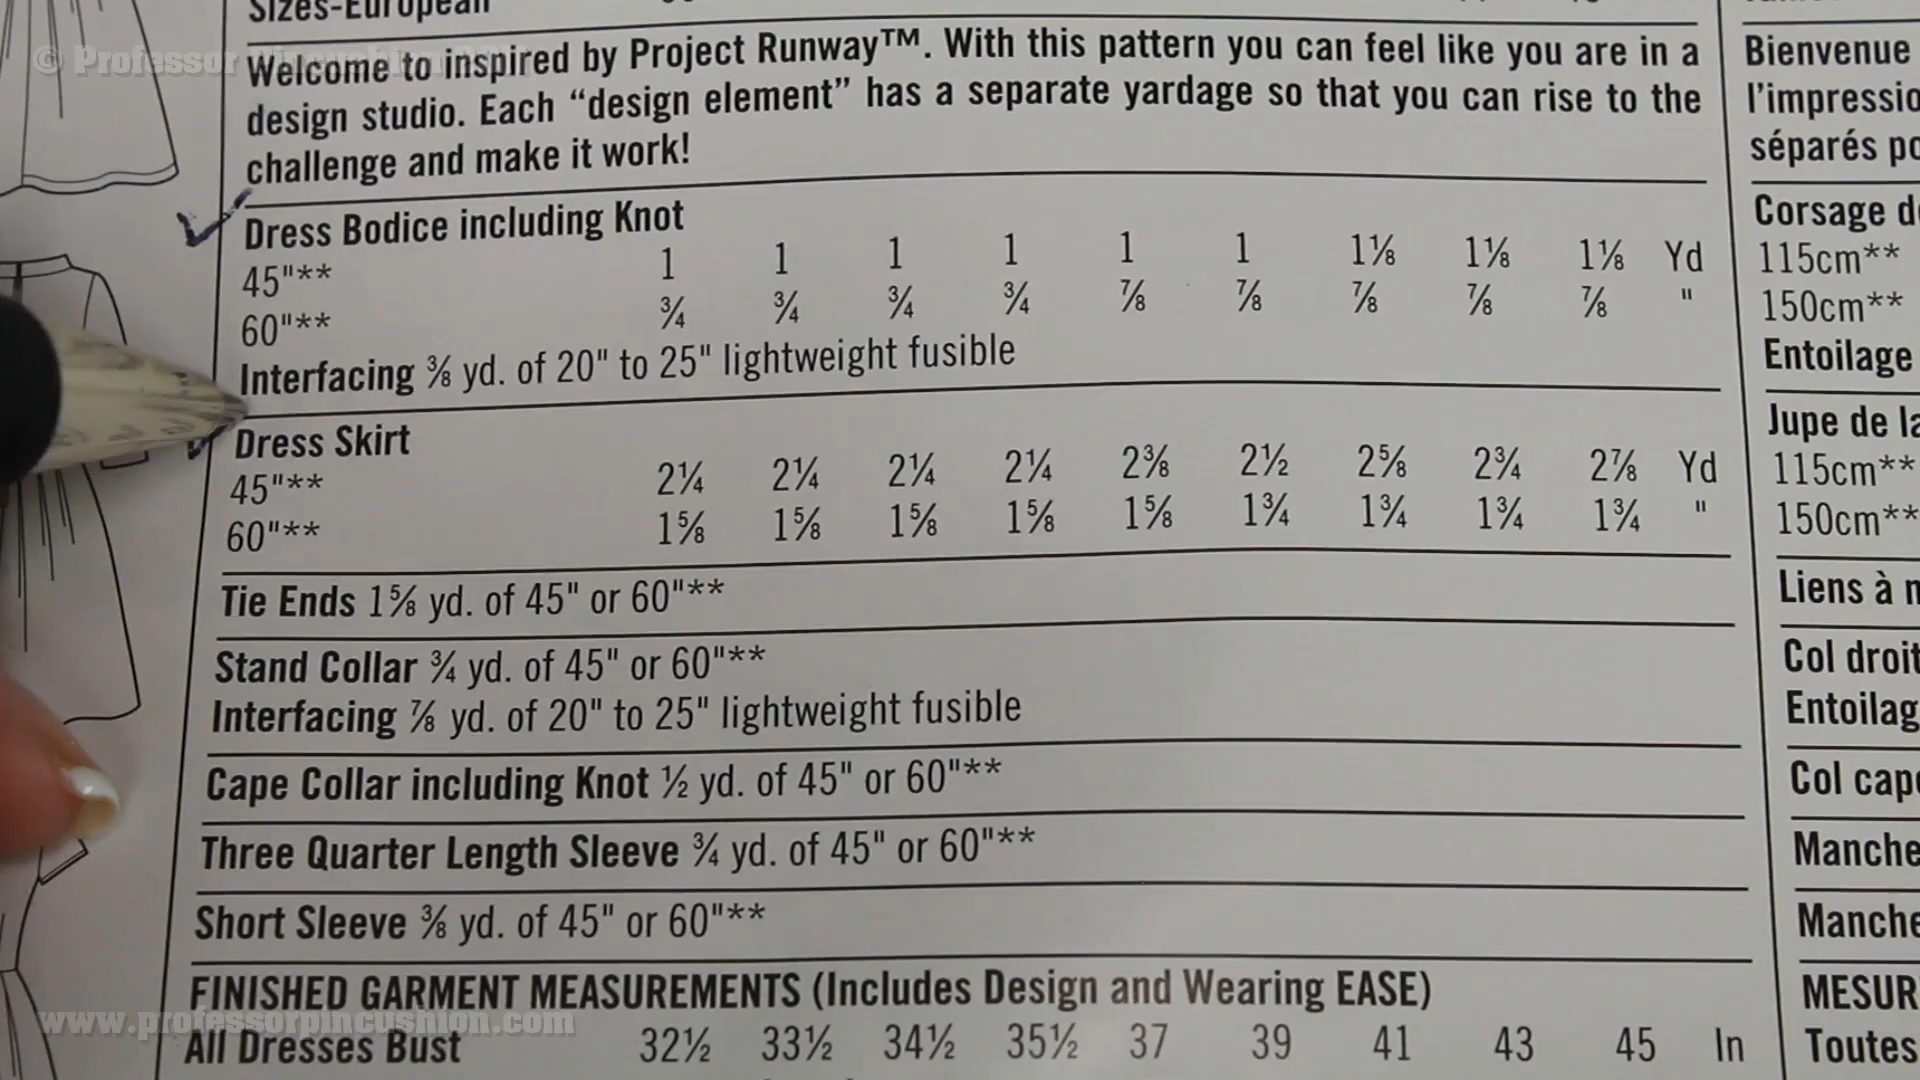 Sizes-European
© Professor Pincushion
Welcome to inspired by Project Runway™. With this pattern you can feel like you are in a
design studio. Each “design element” has a separate yardage so that you can rise to the
challenge and make it work!
Dress Bodice including Knot
45"** 1 1 1 1 1 1 1⅛ 1⅛ 1⅛ Yd
60"** ¾ ¾ ¾ ¾ ⅞ ⅞ ⅞ ⅞ ⅞ "
Interfacing ⅜ yd. of 20" to 25" lightweight fusible
Dress Skirt
45"** 2¼ 2¼ 2¼ 2¼ 2⅜ 2½ 2⅝ 2¾ 2⅞ Yd
60"** 1⅝ 1⅝ 1⅝ 1⅝ 1⅝ 1¾ 1¾ 1¾ 1¾ "
Tie Ends 1⅝ yd. of 45" or 60"**
Stand Collar ¾ yd. of 45" or 60"**
Interfacing ⅞ yd. of 20" to 25" lightweight fusible
Cape Collar including Knot ½ yd. of 45" or 60"**
Three Quarter Length Sleeve ¾ yd. of 45" or 60"**
Short Sleeve ⅜ yd. of 45" or 60"**
FINISHED GARMENT MEASUREMENTS (Includes Design and Wearing EASE)
All Dresses Bust 32½ 33½ 34½ 35½ 37 39 41 43 45 In
www.professorpincushion.com
Bienvenue
l'impressio
séparés po
Corsage d
115cm**
150cm**
Entoilage
Jupe de la
115cm**
150cm**
Liens à n
Col droit
Entoilag
Col cap
Manche
Manche
MESUR
Toutes